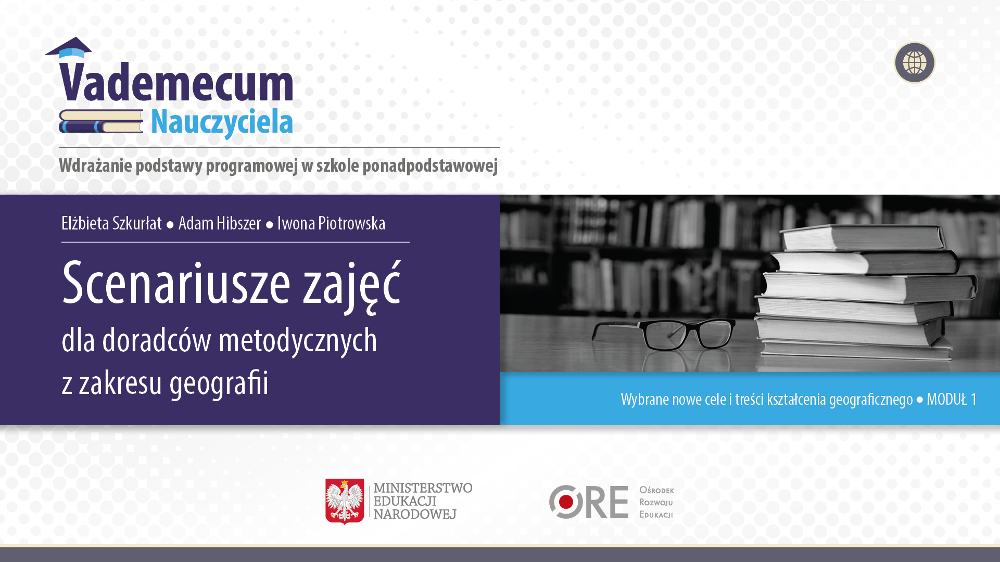 Vademecum
Nauczyciela
Wdrażanie podstawy programowej w szkole ponadpodstawowej
Elżbieta Szkurłat ● Adam Hibszer ● Iwona Piotrowska
Scenariusze zajęć
dla doradców metodycznych
z zakresu geografii
Wybrane nowe cele i treści kształcenia geograficznego ● MODUŁ 1
MINISTERSTWO
EDUKACJI
NARODOWEJ
ORE
OŚRODEK
ROZWOJU
EDUKACJI